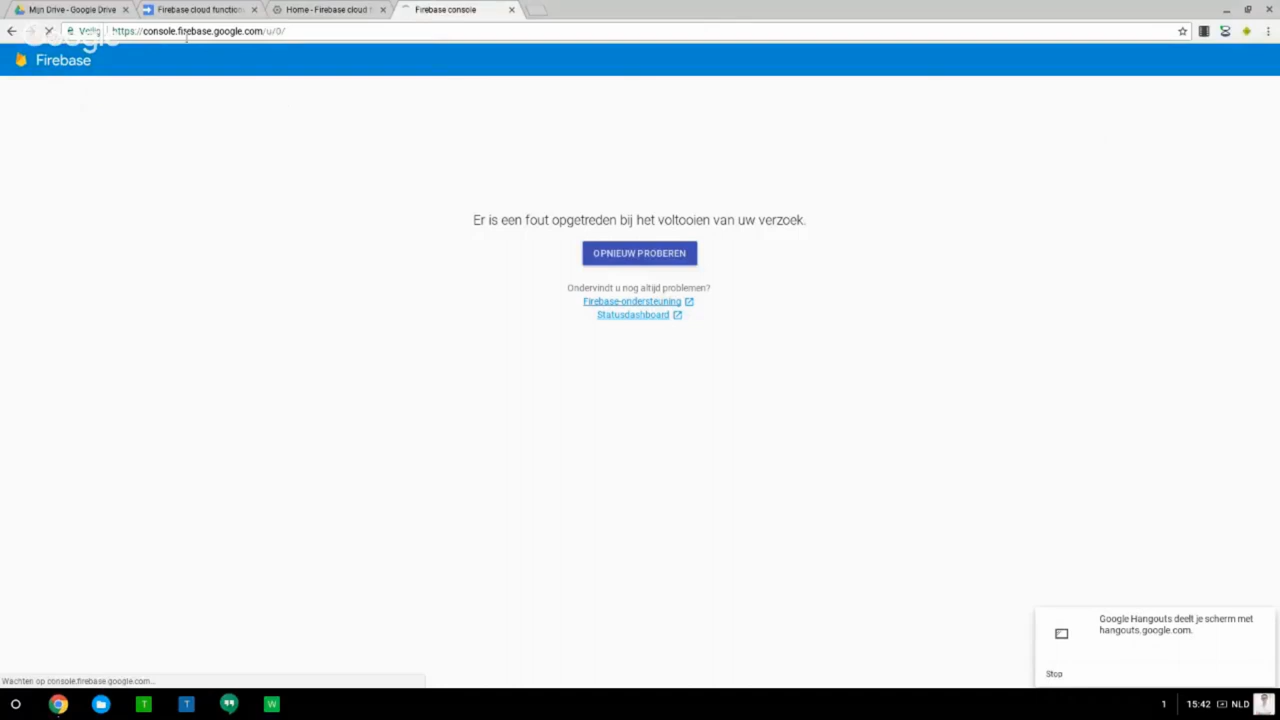 Mijn Drive - Google Drive
Firebase cloud function
Home - Firebase cloud f
Firebase console
Veilig
https://console.firebase.google.com/u/0/
Google
Firebase
Er is een fout opgetreden bij het voltooien van uw verzoek.
OPNIEUW PROBEREN
Ondervindt u nog altijd problemen?
Firebase-ondersteuning
Statusdashboard
Google Hangouts deelt je scherm met
hangouts.google.com.
Stop
Wachten op console.firebase.google.com...
T
T
W
1
15:42
NLD